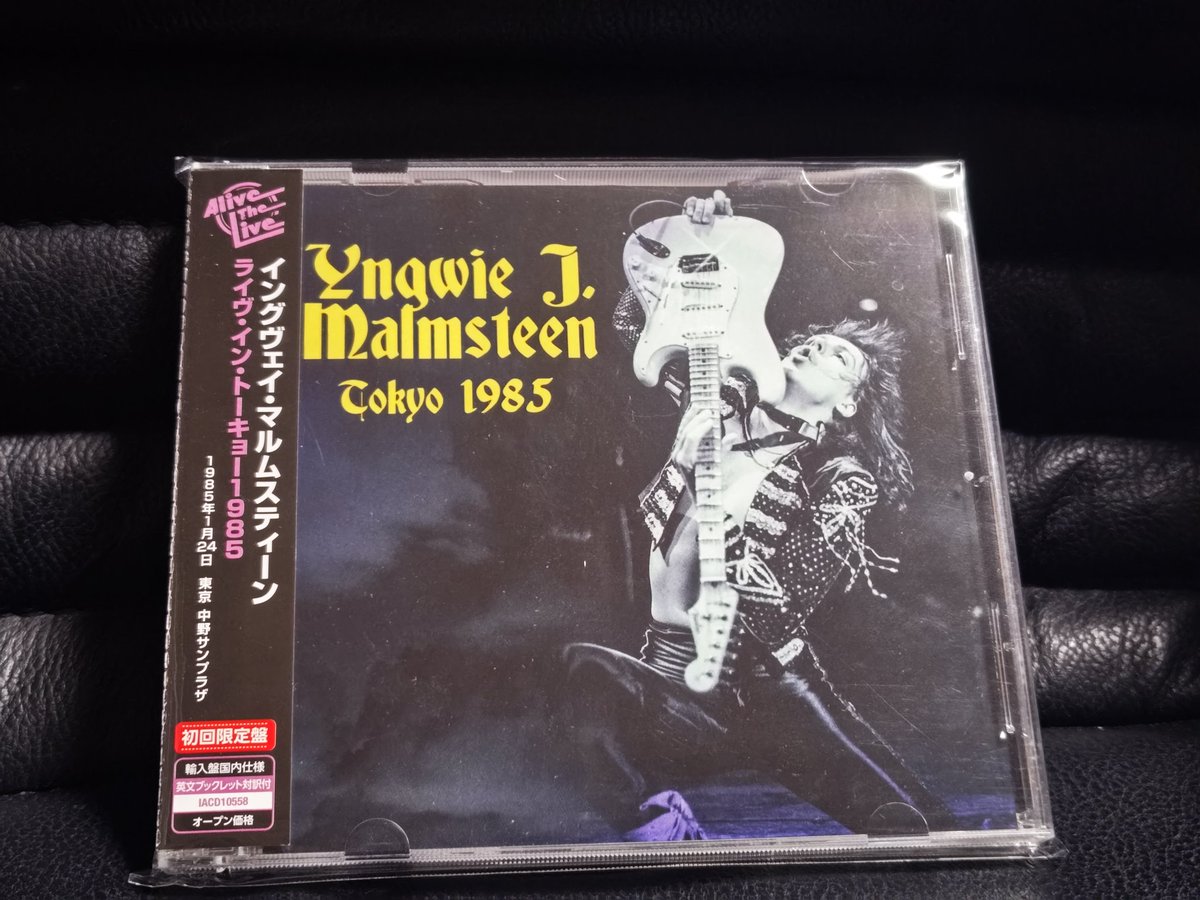 Alive
The
Live
イングヴェイ・マルムスティーン
ライヴ・イン・トーキョー1985
1985年1月24日 東京 中野サンプラザ
初回限定盤
輸入盤国内仕様
英文ブックレット対訳付
IACD10558
オープン価格
Yngwie J.
Malmsteen
Tokyo 1985